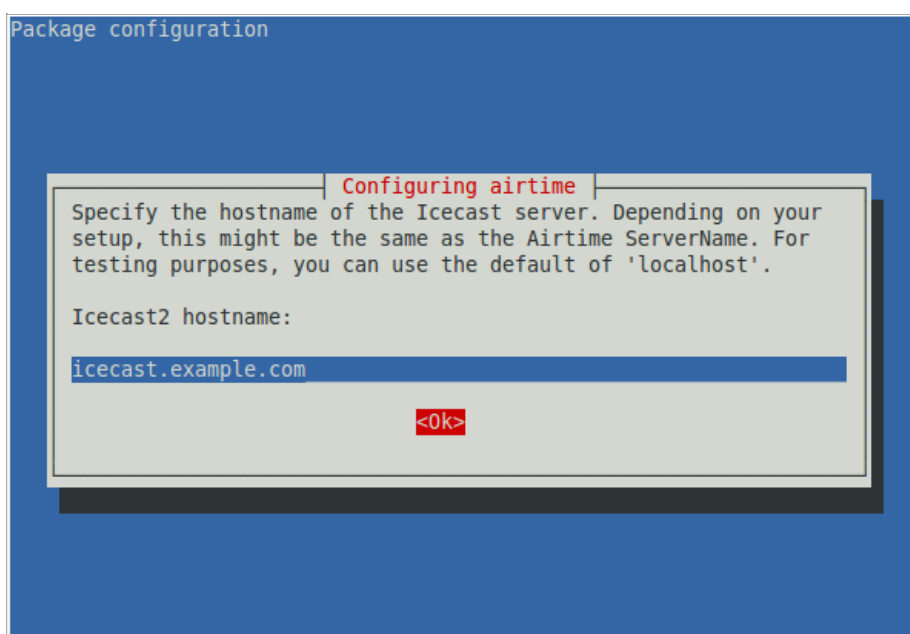 Package configuration
Configuring airtime
Specify the hostname of the Icecast server. Depending on your
setup, this might be the same as the Airtime ServerName. For
testing purposes, you can use the default of 'localhost'.
Icecast2 hostname:
icecast.example.com
<Ok>